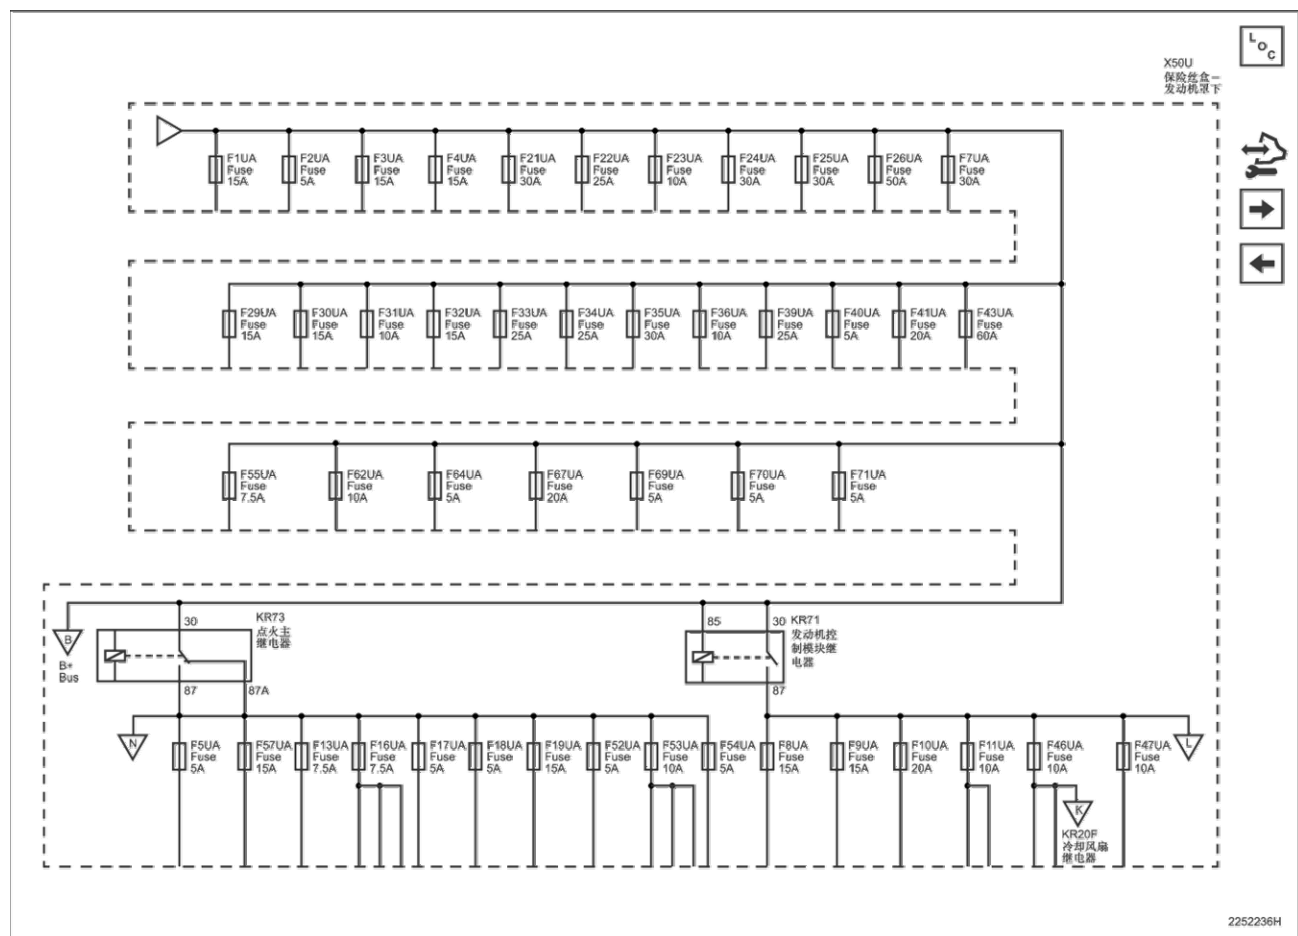 LOC
X50U
保险丝盒-
发动机罩下
F1UA
Fuse
15A
F2UA
Fuse
5A
F3UA
Fuse
15A
F4UA
Fuse
15A
F21UA
Fuse
30A
F22UA
Fuse
25A
F23UA
Fuse
10A
F24UA
Fuse
30A
F25UA
Fuse
30A
F26UA
Fuse
50A
F7UA
Fuse
30A
F29UA
Fuse
15A
F30UA
Fuse
15A
F31UA
Fuse
10A
F32UA
Fuse
15A
F33UA
Fuse
25A
F34UA
Fuse
25A
F35UA
Fuse
30A
F36UA
Fuse
10A
F39UA
Fuse
25A
F40UA
Fuse
5A
F41UA
Fuse
20A
F43UA
Fuse
60A
F55UA
Fuse
7.5A
F62UA
Fuse
10A
F64UA
Fuse
5A
F67UA
Fuse
20A
F69UA
Fuse
5A
F70UA
Fuse
5A
F71UA
Fuse
5A
B
B+
Bus
30
KR73
点火主
继电器
87
87A
85
30
KR71
发动机控
制模块继
电器
87
N
F5UA
Fuse
5A
F57UA
Fuse
15A
F13UA
Fuse
7.5A
F16UA
Fuse
7.5A
F17UA
Fuse
5A
F18UA
Fuse
5A
F19UA
Fuse
15A
F52UA
Fuse
5A
F53UA
Fuse
10A
F54UA
Fuse
5A
F8UA
Fuse
15A
F9UA
Fuse
15A
F10UA
Fuse
20A
F11UA
Fuse
10A
F46UA
Fuse
10A
F47UA
Fuse
10A
L
K
KR20F
冷却风扇
继电器
2252236H